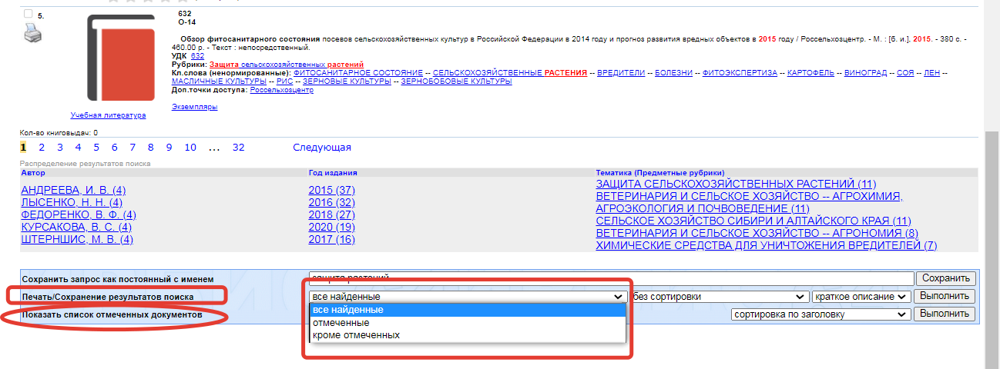 5.
632
О-14
Обзор фитосанитарного состояния посевов сельскохозяйственных культур в Российской Федерации в 2014 году и прогноз развития вредных объектов в 2015 году / Россельхозцентр. - М. : [б. и.], 2015. - 380 с. -
460.00 р. - Текст : непосредственный.
УДК 632
Рубрики: Защита сельскохозяйственных растений
Кл.слова (ненормированные): ФИТОСАНИТАРНОЕ СОСТОЯНИЕ -- СЕЛЬСКОХОЗЯЙСТВЕННЫЕ РАСТЕНИЯ -- ВРЕДИТЕЛИ -- БОЛЕЗНИ -- ФИТОЭКСПЕРТИЗА -- КАРТОФЕЛЬ -- ВИНОГРАД -- СОЯ -- ЛЕН --
МАСЛИЧНЫЕ КУЛЬТУРЫ -- РИС -- ЗЕРНОВЫЕ КУЛЬТУРЫ -- ЗЕРНОБОБОВЫЕ КУЛЬТУРЫ
Доп.точки доступа: Россельхозцентр
Экземпляры
Учебная литература
Кол-во книговыдач: 0
1 2 3 4 5 6 7 8 9 10 ... 32 Следующая
Распределение результатов поиска
Автор Год издания Тематика (Предметные рубрики)
АНДРЕЕВА, И. В. (4)
ЛЫСЕНКО, Н. Н. (4)
ФЕДОРЕНКО, В. Ф. (4)
КУРСАКОВА, В. С. (4)
ШТЕРНШИС, М. В. (4)
2015 (37)
2016 (32)
2018 (27)
2020 (19)
2017 (16)
ЗАЩИТА СЕЛЬСКОХОЗЯЙСТВЕННЫХ РАСТЕНИЙ (11)
ВЕТЕРИНАРИЯ И СЕЛЬСКОЕ ХОЗЯЙСТВО -- АГРОХИМИЯ,
АГРОЭКОЛОГИЯ И ПОЧВОВЕДЕНИЕ (11)
СЕЛЬСКОЕ ХОЗЯЙСТВО СИБИРИ И АЛТАЙСКОГО КРАЯ (11)
ВЕТЕРИНАРИЯ И СЕЛЬСКОЕ ХОЗЯЙСТВО -- АГРОНОМИЯ (8)
ХИМИЧЕСКИЕ СРЕДСТВА ДЛЯ УНИЧТОЖЕНИЯ ВРЕДИТЕЛЕЙ (7)
Сохранить запрос как постоянный с именем защита растений Сохранить
Печать/Сохранение результатов поиска все найденные без сортировки краткое описание Выполнить
Показать список отмеченных документов сортировка по заголовку Выполнить
все найденные
отмеченные
кроме отмеченных